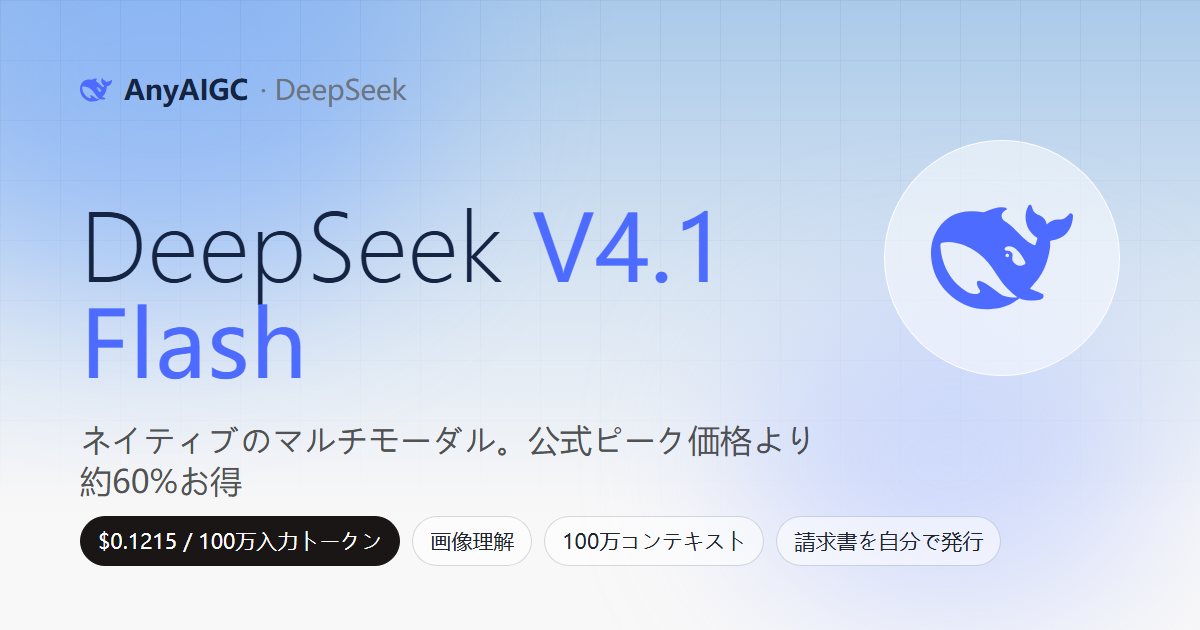 AnyAIGC · DeepSeek
DeepSeek V4.1
Flash
ネイティブのマルチモーダル。公式ピーク価格より
約60%お得
$0.1215 / 100万入力トークン
画像理解
100万コンテキスト
請求書を自分で発行